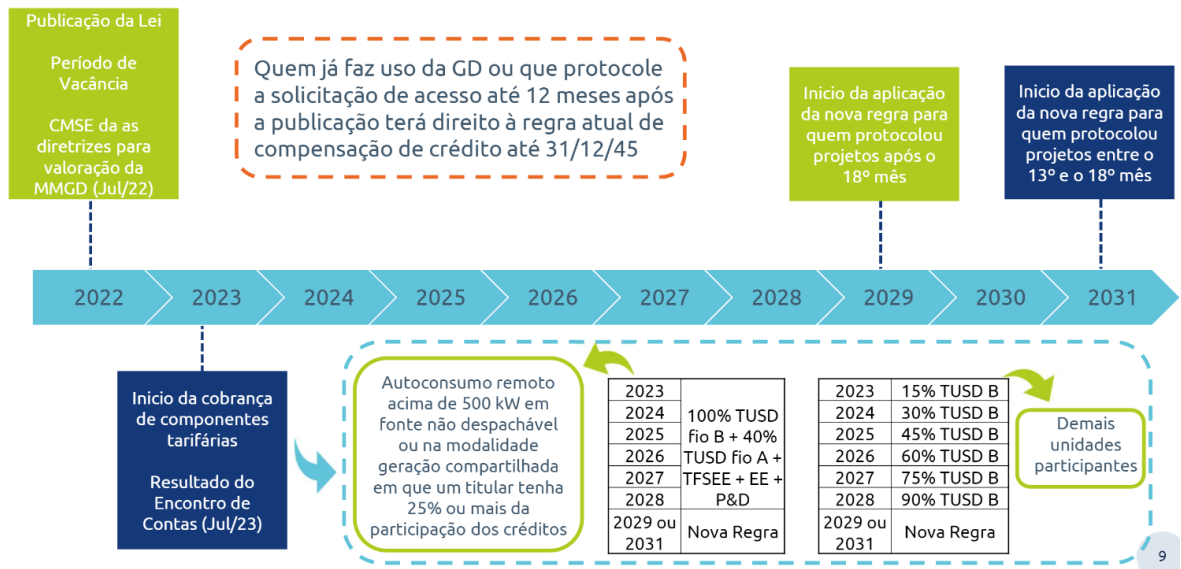 Publicação da Lei
Período de
Vacância
CMSE da as
diretrizes para
valoração da
MMGD (Jul/22)
Quem já faz uso da GD ou que protocole
a solicitação de acesso até 12 meses após
a publicação terá direito à regra atual de
compensação de crédito até 31/12/45
Inicio da aplicação
da nova regra para
quem protocolou
projetos após o
18º mês
Inicio da aplicação
da nova regra para
quem protocolou
projetos entre o
13º e o 18º mês
2022 2023 2024 2025 2026 2027 2028 2029 2030 2031
Inicio da cobrança
de componentes
tarifárias
Resultado do
Encontro de
Contas (Jul/23)
Autoconsumo remoto
acima de 500 kW em
fonte não despachável
ou na modalidade
geração compartilhada
em que um titular tenha
25% ou mais da
participação dos créditos
2023
2024
2025
2026
2027
2028
100% TUSD
fio B + 40%
TUSD fio A +
TFSEE + EE +
P&D
2029 ou
2031
Nova Regra
2023 15% TUSD B
2024 30% TUSD B
2025 45% TUSD B
2026 60% TUSD B
2027 75% TUSD B
2028 90% TUSD B
2029 ou
2031
Nova Regra
Demais
unidades
participantes
9